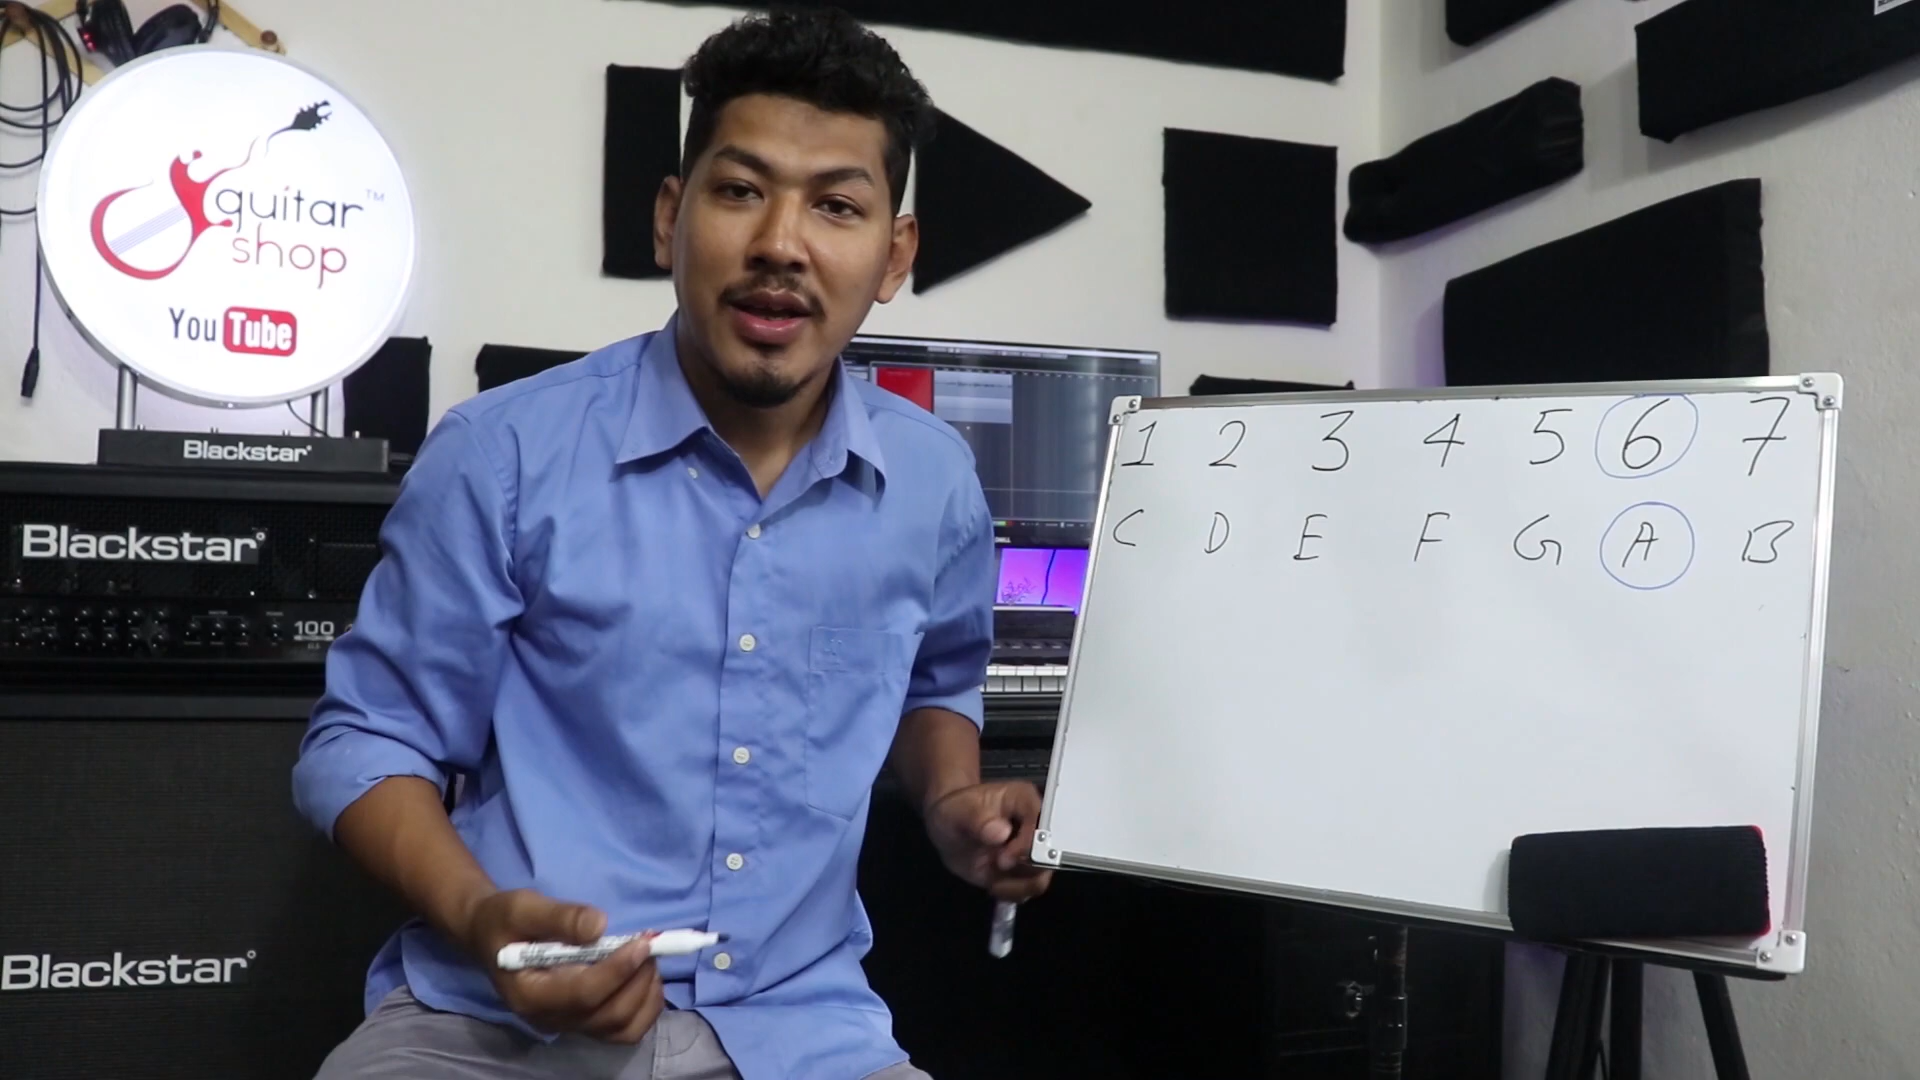 guitar™
shop
YouTube
Blackstar
Blackstar
100
Blackstar
1 2 3 4 5 6 7
C D E F G A B